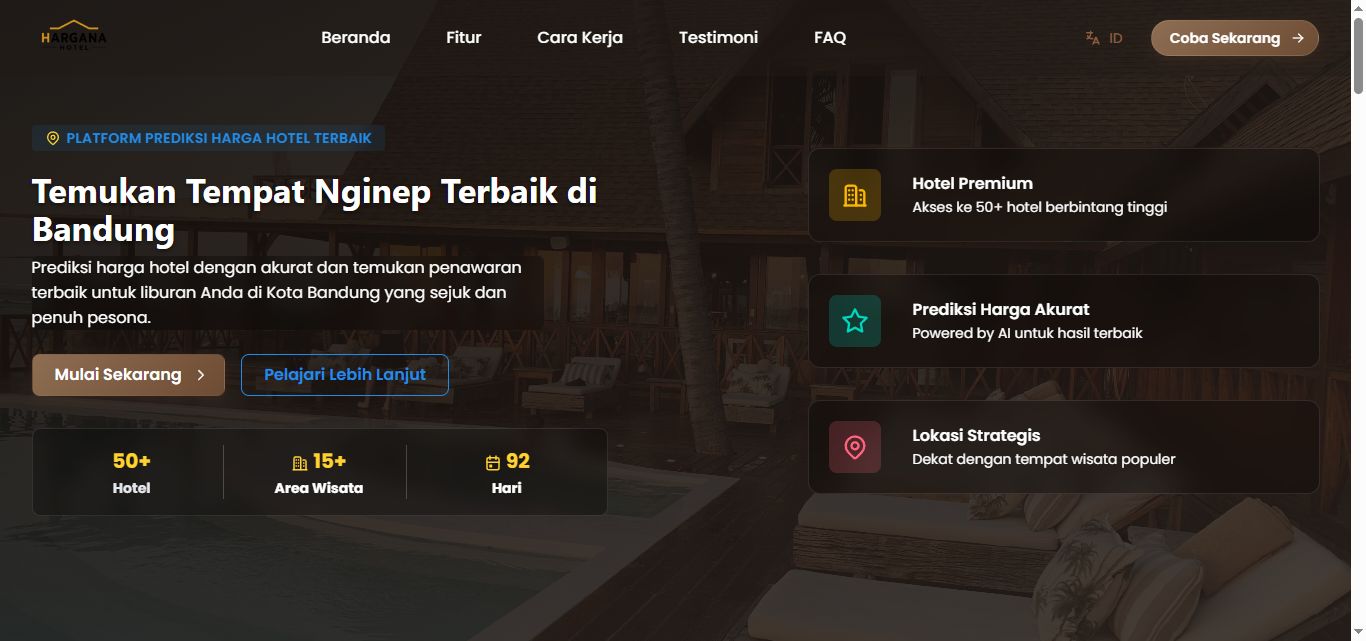 HARGANA
HOTEL
Beranda
Fitur
Cara Kerja
Testimoni
FAQ
ID
Coba Sekarang
PLATFORM PREDIKSI HARGA HOTEL TERBAIK
Temukan Tempat Nginep Terbaik di
Bandung
Prediksi harga hotel dengan akurat dan temukan penawaran
terbaik untuk liburan Anda di Kota Bandung yang sejuk dan
penuh pesona.
Mulai Sekarang
Pelajari Lebih Lanjut
50+
Hotel
15+
Area Wisata
92
Hari
Hotel Premium
Akses ke 50+ hotel berbintang tinggi
Prediksi Harga Akurat
Powered by AI untuk hasil terbaik
Lokasi Strategis
Dekat dengan tempat wisata populer